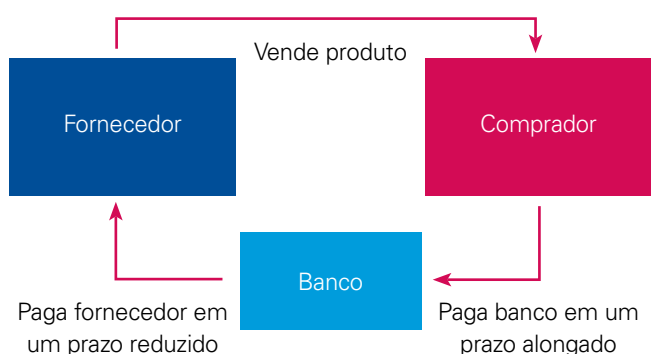 Vende produto
Fornecedor
Comprador
Banco
Paga fornecedor em
um prazo reduzido
Paga banco em um
prazo alongado